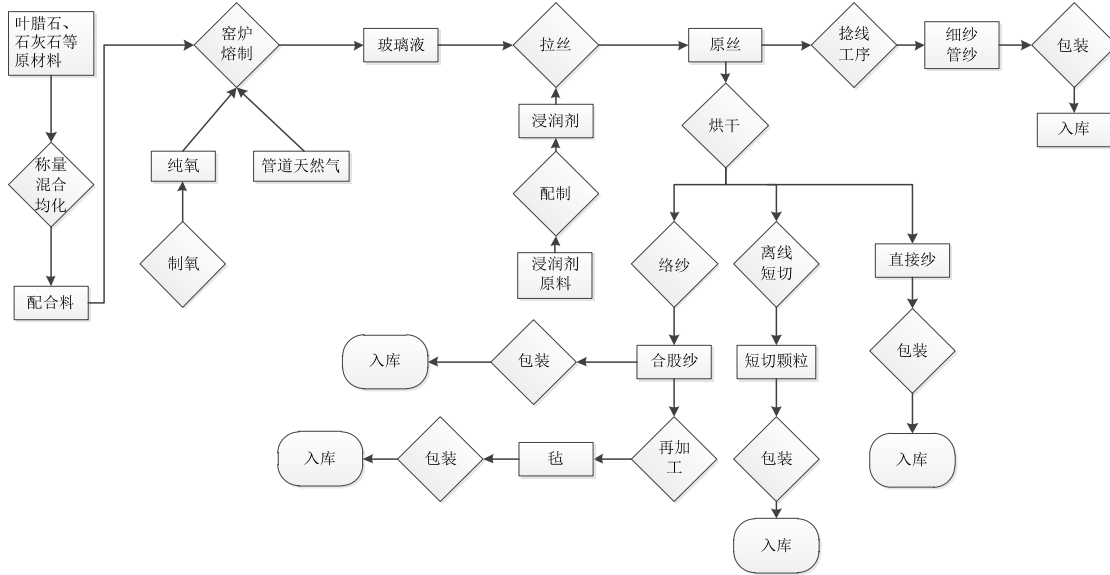 叶腊石、
石灰石等
原材料
窑炉
熔制
玻璃液
拉丝
原丝
捻线
工序
细纱
管纱
包装
入库
称量
混合
均化
纯氧
管道天然气
浸润剂
烘干
配制
制氧
配合料
浸润剂
原料
络纱
离线
短切
直接纱
入库
包装
合股纱
短切颗粒
包装
入库
包装
毡
再加
工
包装
入库
入库